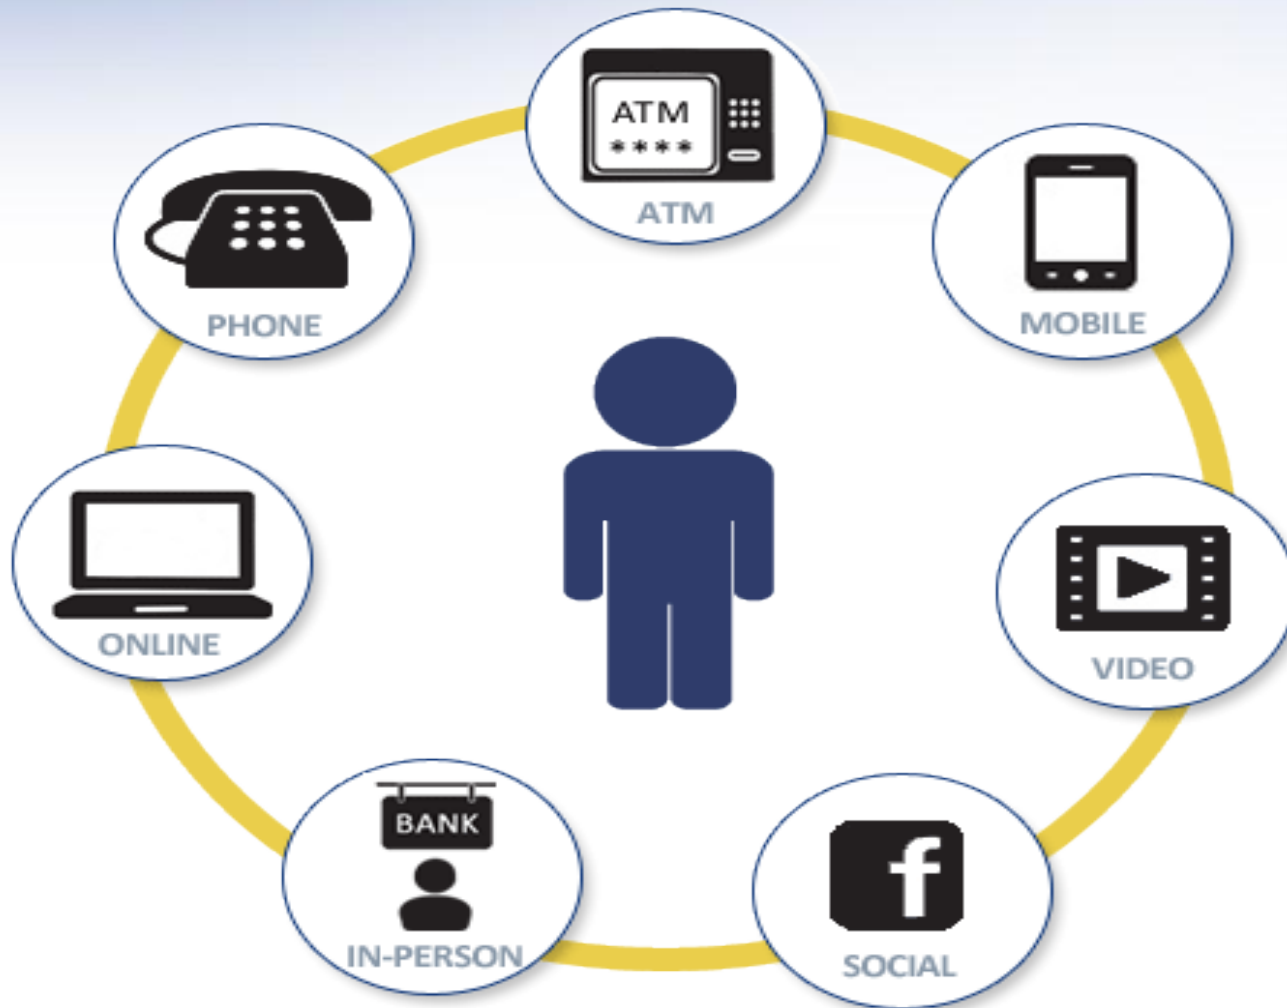 ATM
****
ATM
PHONE
MOBILE
ONLINE
VIDEO
BANK
IN-PERSON
f
SOCIAL